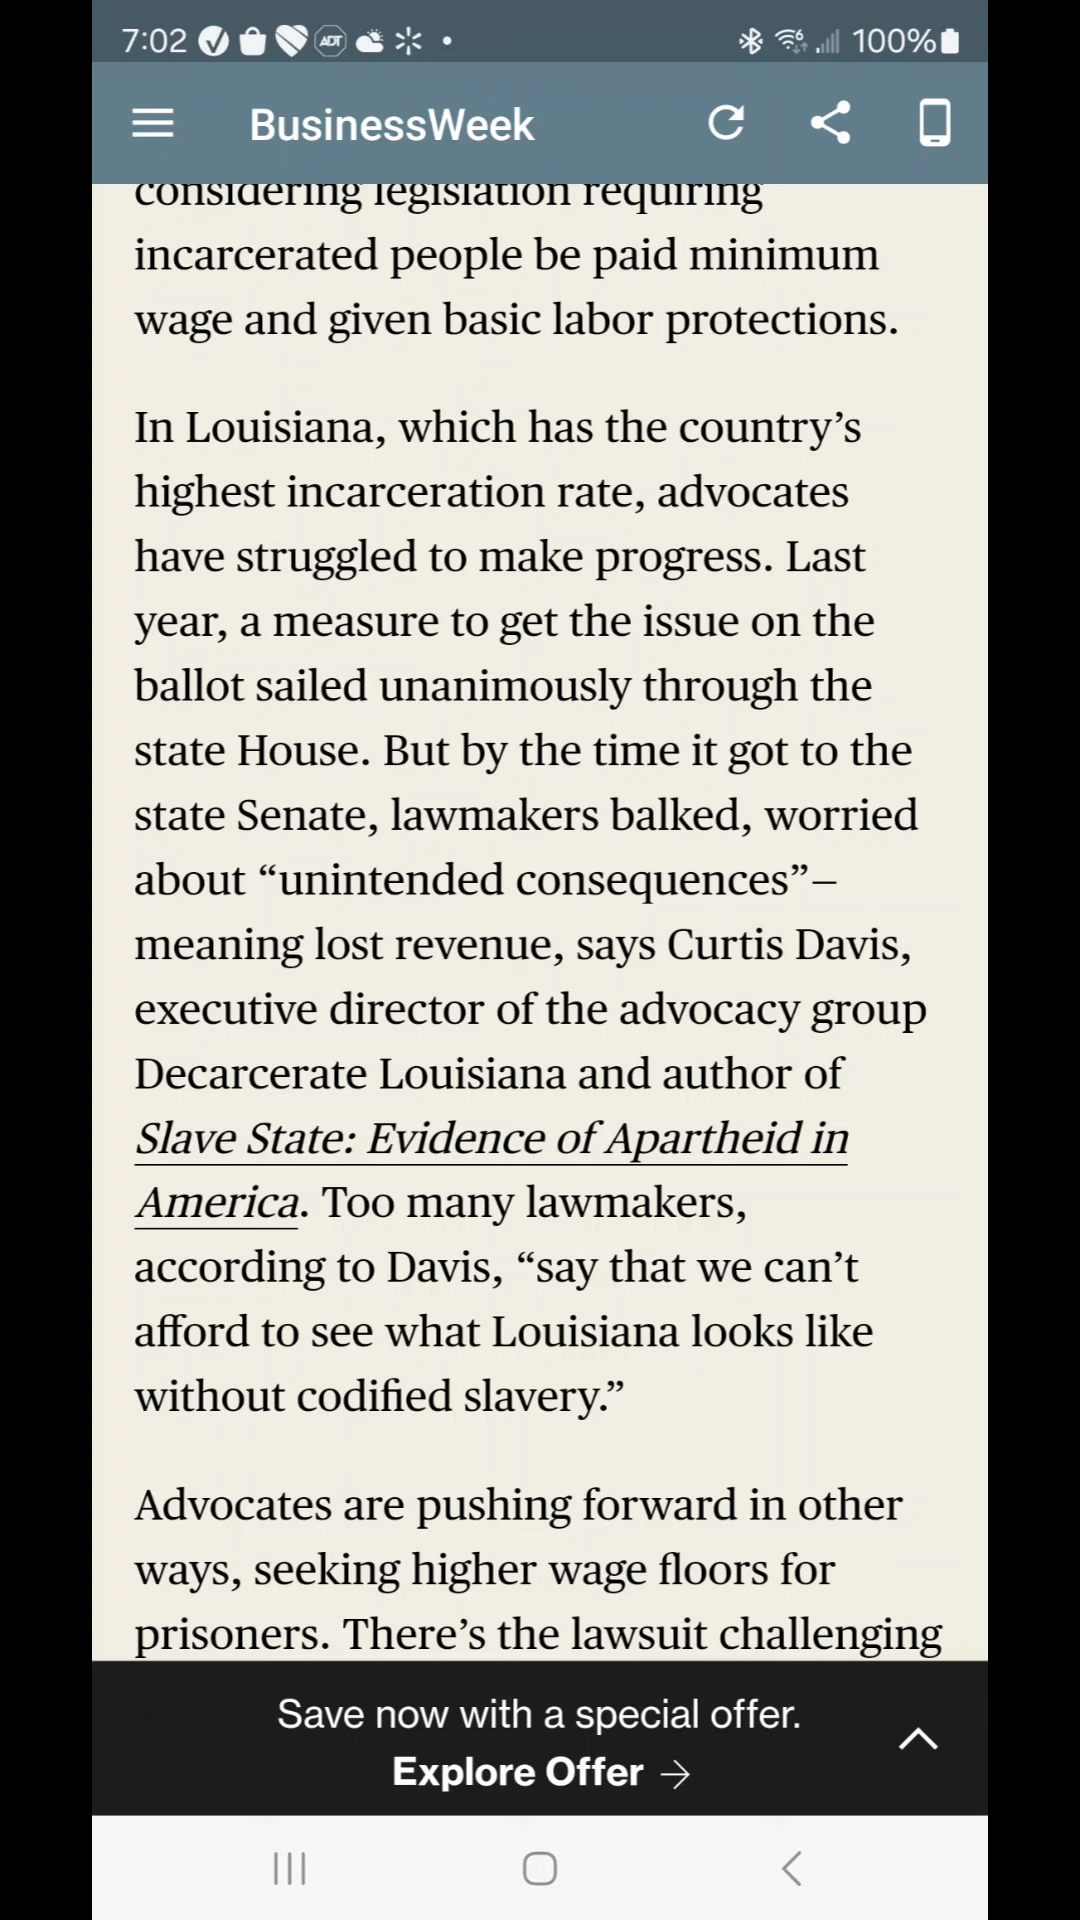 7:02 ADT 100%
BusinessWeek
considering legislation requiring
incarcerated people be paid minimum
wage and given basic labor protections.
In Louisiana, which has the country’s
highest incarceration rate, advocates
have struggled to make progress. Last
year, a measure to get the issue on the
ballot sailed unanimously through the
state House. But by the time it got to the
state Senate, lawmakers balked, worried
about “unintended consequences”—
meaning lost revenue, says Curtis Davis,
executive director of the advocacy group
Decarcerate Louisiana and author of
Slave State: Evidence of Apartheid in
America. Too many lawmakers,
according to Davis, “say that we can’t
afford to see what Louisiana looks like
without codified slavery.”
Advocates are pushing forward in other
ways, seeking higher wage floors for
prisoners. There’s the lawsuit challenging
Save now with a special offer.
Explore Offer →